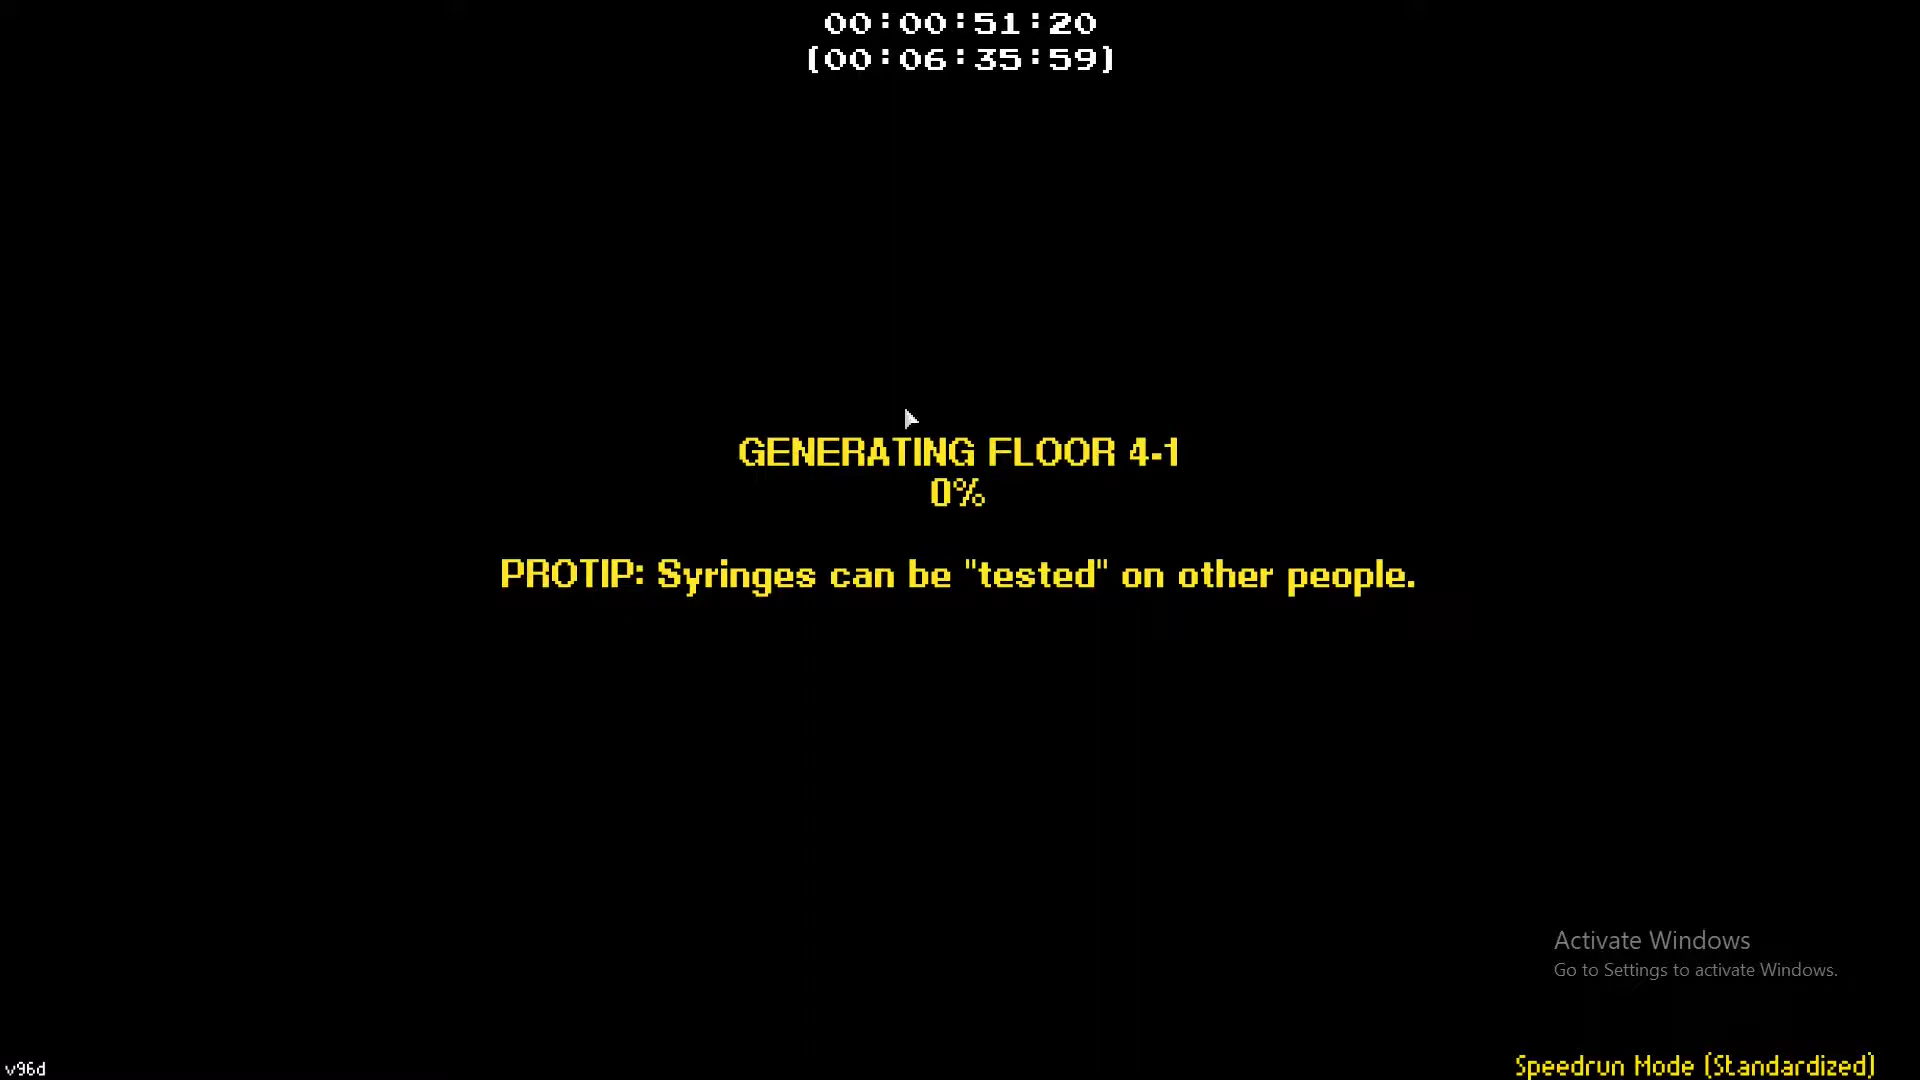 00:00:51:20
[00:06:35:59]
GENERATING FLOOR 4-1
0%
PROTIP: Syringes can be "tested" on other people.
Activate Windows
Go to Settings to activate Windows.
v96d
Speedrun Mode (Standardized)